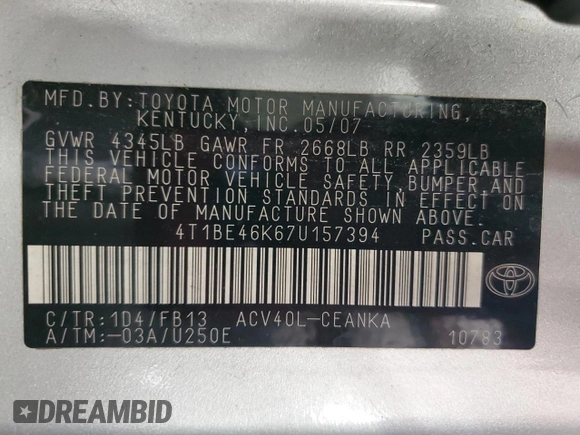 MFD.BY:TOYOTA MOTOR MANUFACTURING,
KENTUCKY,INC.05/07
GVWR 4345LB GAWR FR 2668LB RR 2359LB
THIS VEHICLE CONFORMS TO ALL APPLICABLE
FEDERAL MOTOR VEHICLE SAFETY,BUMPER,AND
THEFT PREVENTION STANDARDS IN EFFECT ON
THE DATE OF MANUFACTURE SHOWN ABOVE.
4T1BE46K67U157394 PASS.CAR
C/TR:1D4/FB13 ACV40L-CEANKA
A/TM:-03A/U250E 10783
DREAMBID